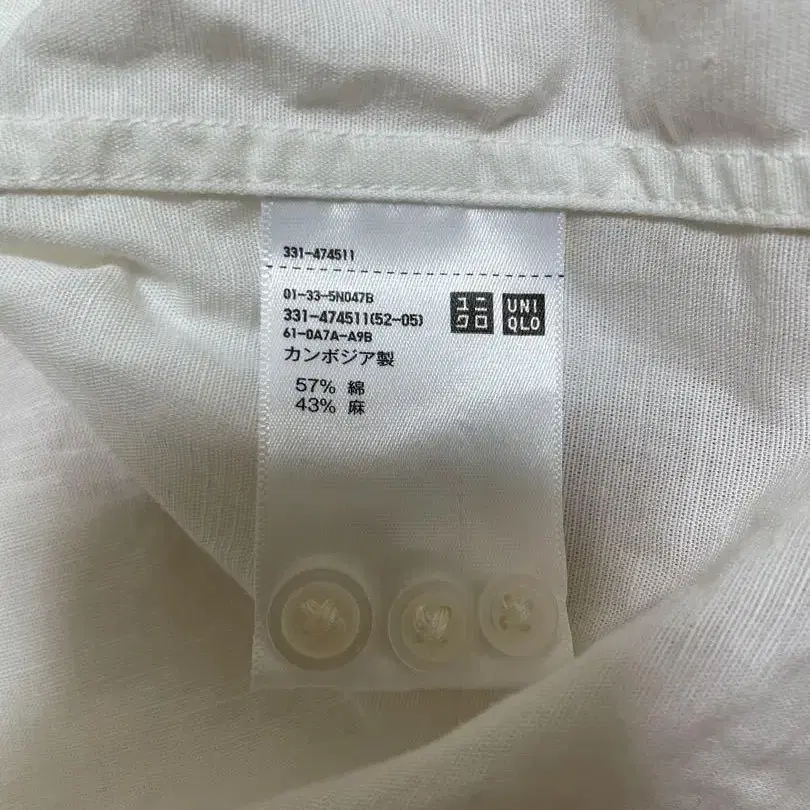 331-474511
01-33-5N047B
331-474511(52-05)
61-0A7A-A9B
カンボジア製
57% 綿
43% 麻
ユニ
クロ
UNI
QLO